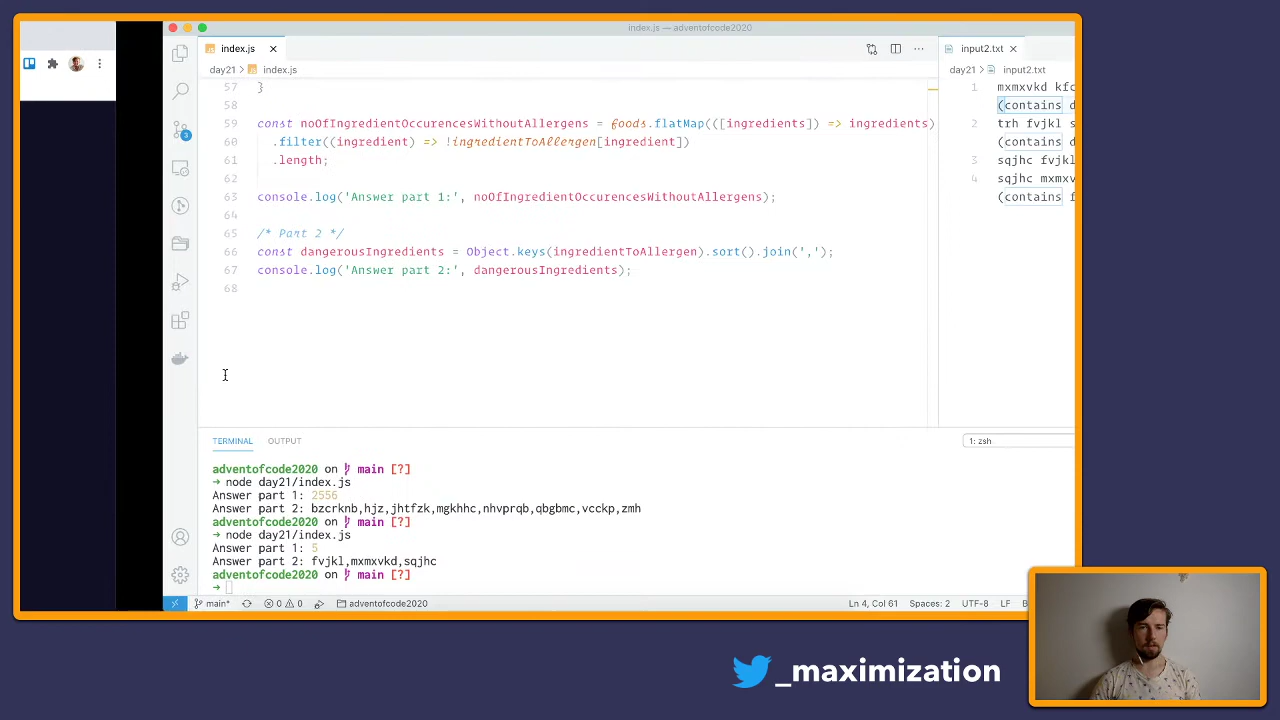 index.js — adventofcode2020
index.js
input2.txt
day21 > index.js
day21 > input2.txt
57 }
58
59 const noOfIngredientOccurencesWithoutAllergens = foods.flatMap(([ingredients]) => ingredients)
60 .filter((ingredient) => !ingredientToAllergen[ingredient])
61 .length;
62
63 console.log('Answer part 1:', noOfIngredientOccurencesWithoutAllergens);
64
65 /* Part 2 */
66 const dangerousIngredients = Object.keys(ingredientToAllergen).sort().join(',');
67 console.log('Answer part 2:', dangerousIngredients);
68
1 mxmxvkd kfc
(contains d
2 trh fvjkl s
(contains d
3 sqjhc fvjkl
4 sqjhc mxmxv
(contains f
3
TERMINAL OUTPUT
1: zsh
adventofcode2020 on main [?]
→ node day21/index.js
Answer part 1: 2556
Answer part 2: bzcrknb,hjz,jhtfzk,mgkhhc,nhvprqb,qbgbmc,vcckp,zmh
adventofcode2020 on main [?]
→ node day21/index.js
Answer part 1: 5
Answer part 2: fvjkl,mxmxvkd,sqjhc
adventofcode2020 on main [?]
→
main* 0 0 adventofcode2020
Ln 4, Col 61 Spaces: 2 UTF-8 LF
_maximization